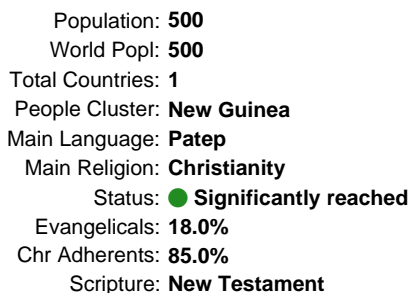 Population: 500
World Popl: 500
Total Countries: 1
People Cluster: New Guinea
Main Language: Patep
Main Religion: Christianity
Status: Significantly reached
Evangelicals: 18.0%
Chr Adherents: 85.0%
Scripture: New Testament